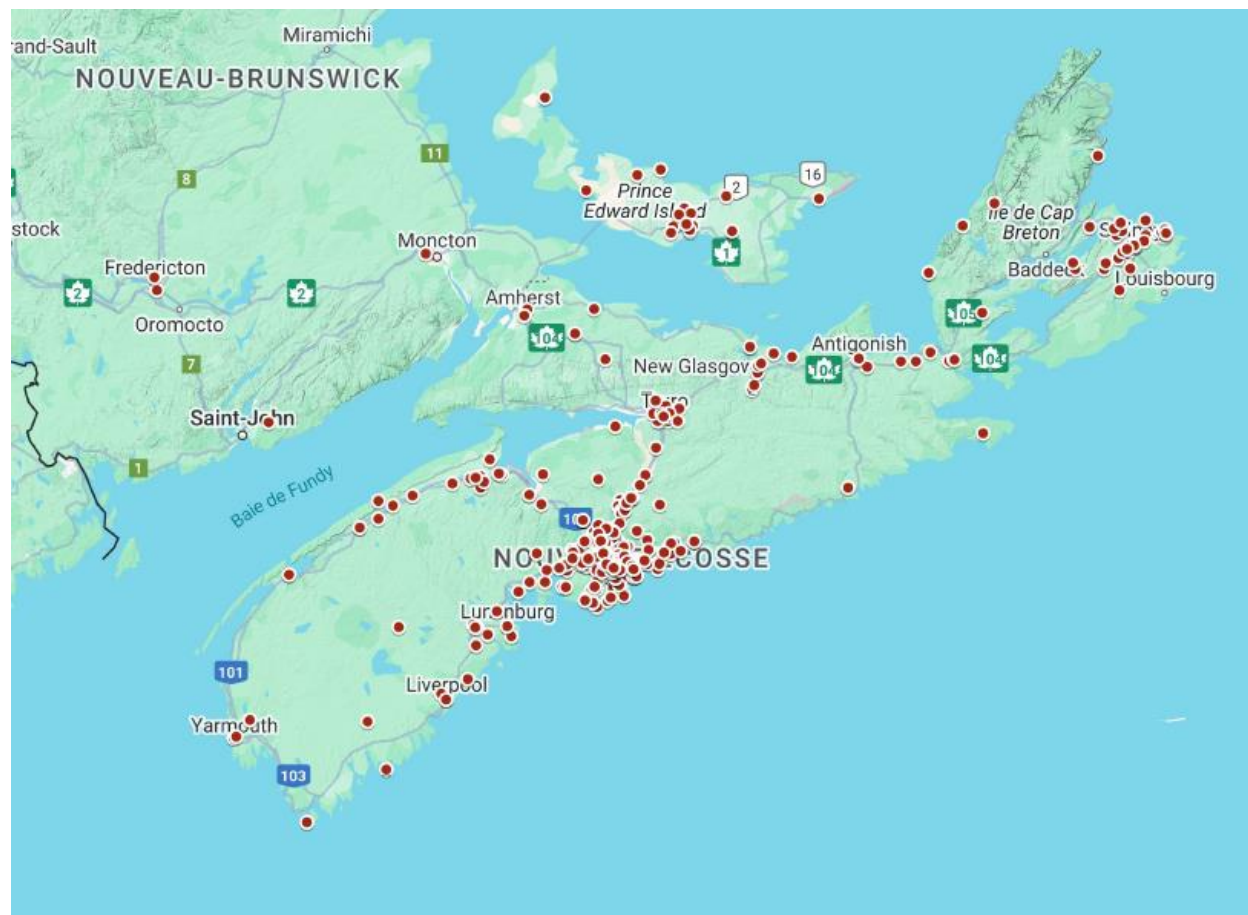 Miramichi
rand-Sault
NOUVEAU-BRUNSWICK
11
8
16
2
Prince
Edward Island
Île de Cap
Breton
stock
Moncton
1
Fredericton
Baddeck
Louisbourg
2
2
Amherst
105
Oromocto
104
Antigonish
7
New Glasgow
104
104
Truro
Saint-John
1
Baie de Fundy
NOUVELLE-ÉCOSSE
Lunenburg
101
Liverpool
Yarmouth
103